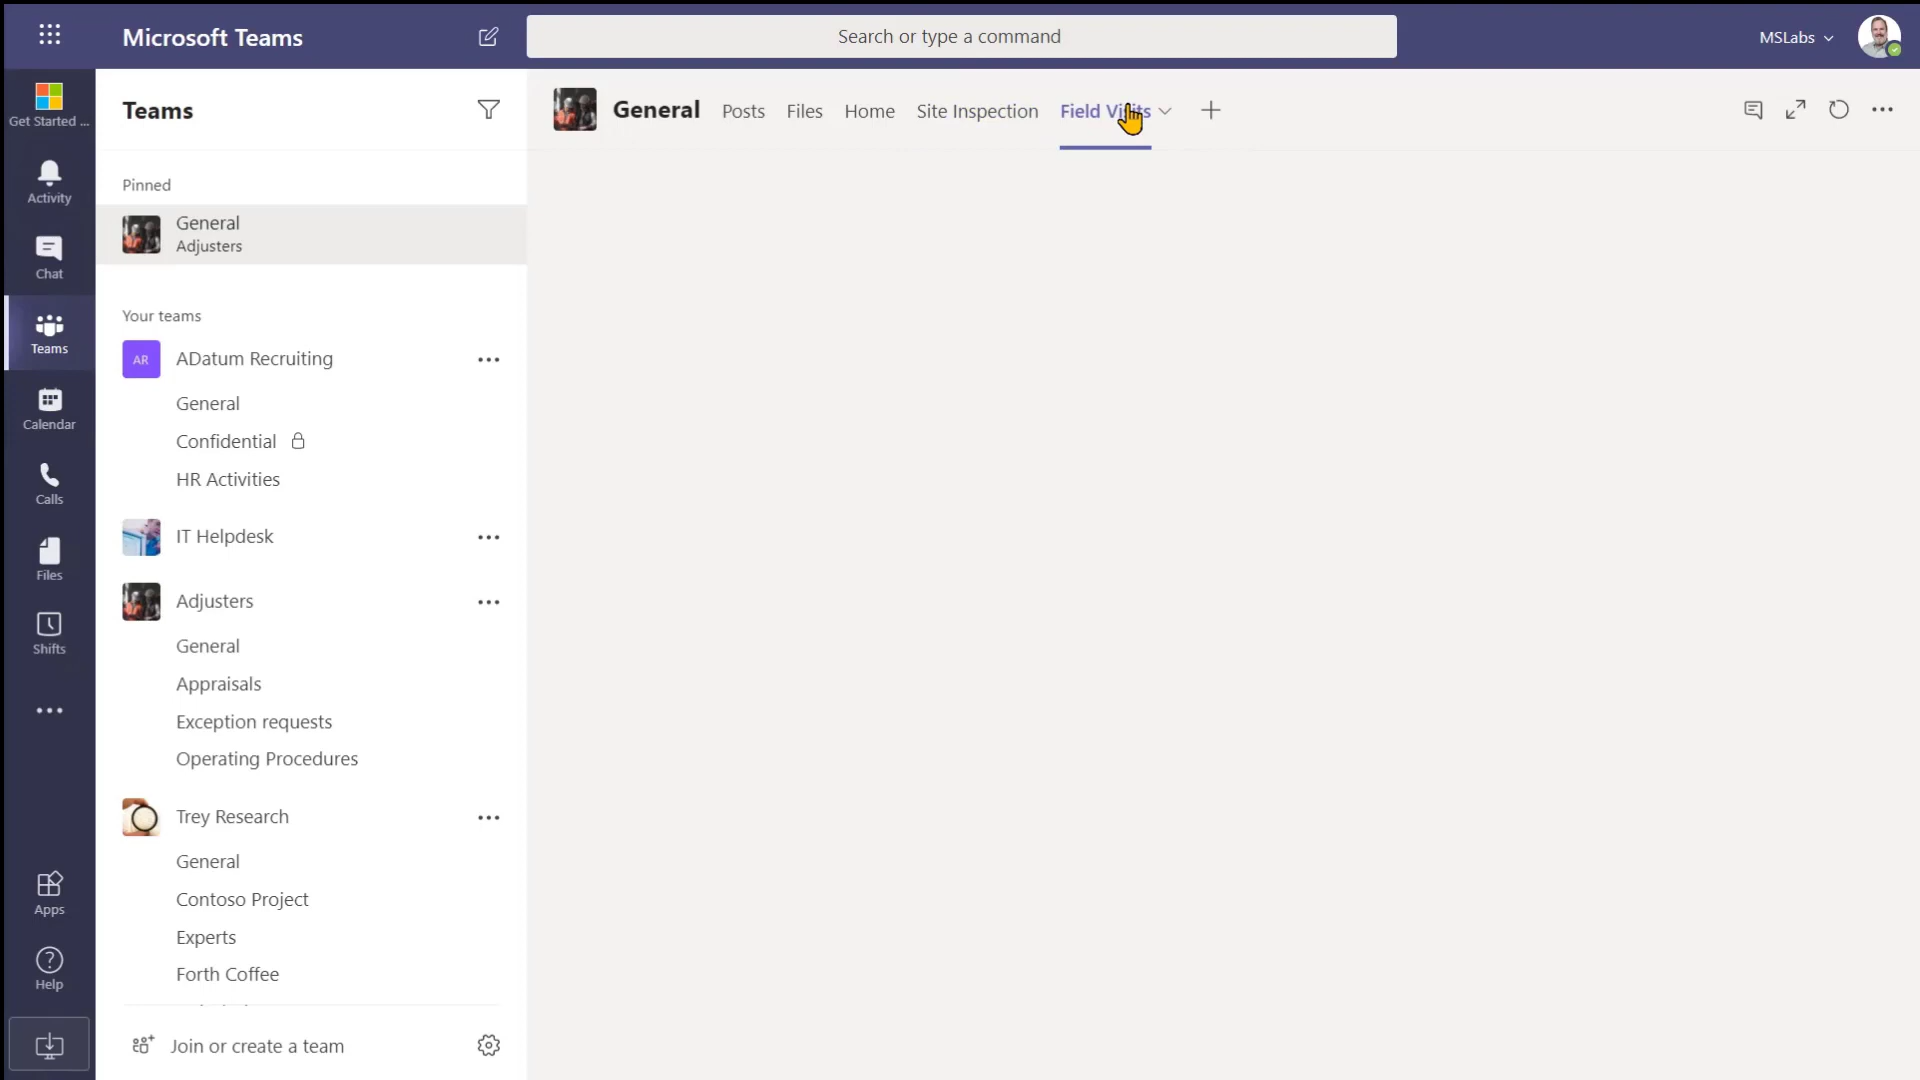 Microsoft Teams
Search or type a command
MSLabs
Get Started ...
Activity
Chat
Teams
Calendar
Calls
Files
Shifts
Apps
Help
Teams
Pinned
General
Adjusters
Your teams
AR
ADatum Recruiting
General
Confidential
HR Activities
IT Helpdesk
Adjusters
General
Appraisals
Exception requests
Operating Procedures
Trey Research
General
Contoso Project
Experts
Forth Coffee
Join or create a team
General
Posts
Files
Home
Site Inspection
Field Visits